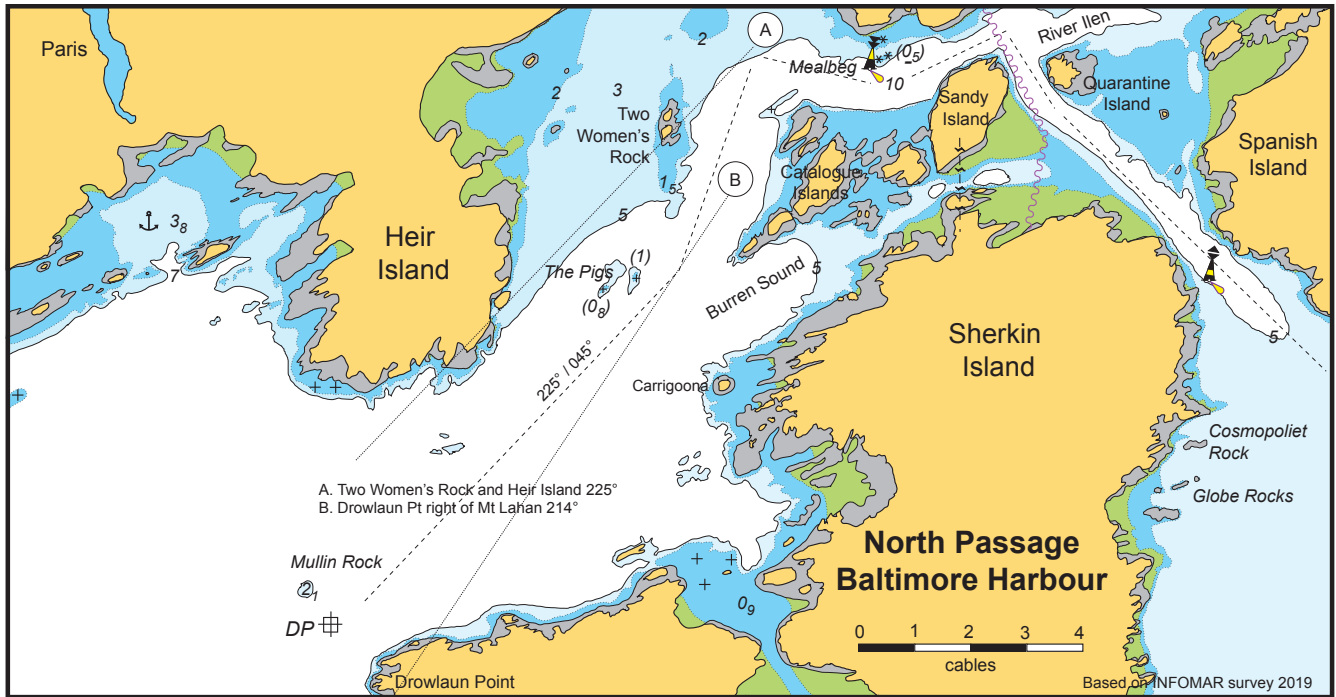 Paris
2
A
River Ilen
Mealbeg
(0₅)
10
2
3
Two
Women's
Rock
Sandy
Island
Quarantine
Island
Spanish
Island
B
Catalogue
Islands
1₅
5
3₈
7
Heir
Island
The Pigs
(1)
(0₈)
Burren Sound
5
Sherkin
Island
5
225° / 045°
Carrigoona
Cosmopoliet
Rock
Globe Rocks
A. Two Women's Rock and Heir Island 225°
B. Drowlaun Pt right of Mt Lahan 214°
North Passage
Baltimore Harbour
Mullin Rock
2₁
DP
0₉
0 1 2 3 4
cables
Drowlaun Point
Based on INFOMAR survey 2019